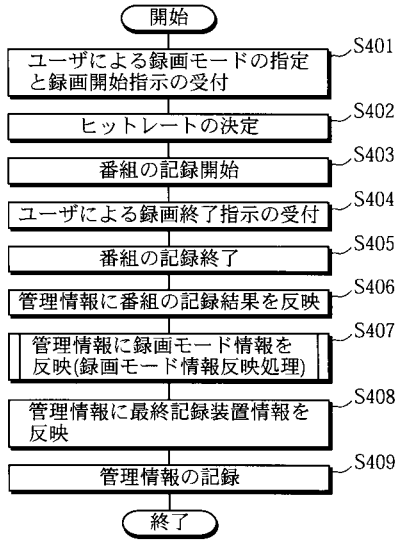 開始
ユーザによる録画モードの指定
と録画開始指示の受付
S401
ヒットレートの決定
S402
番組の記録開始
S403
ユーザによる録画終了指示の受付
S404
番組の記録終了
S405
管理情報に番組の記録結果を反映
S406
管理情報に録画モード情報を
反映(録画モード情報反映処理)
S407
管理情報に最終記録装置情報を
反映
S408
管理情報の記録
S409
終了